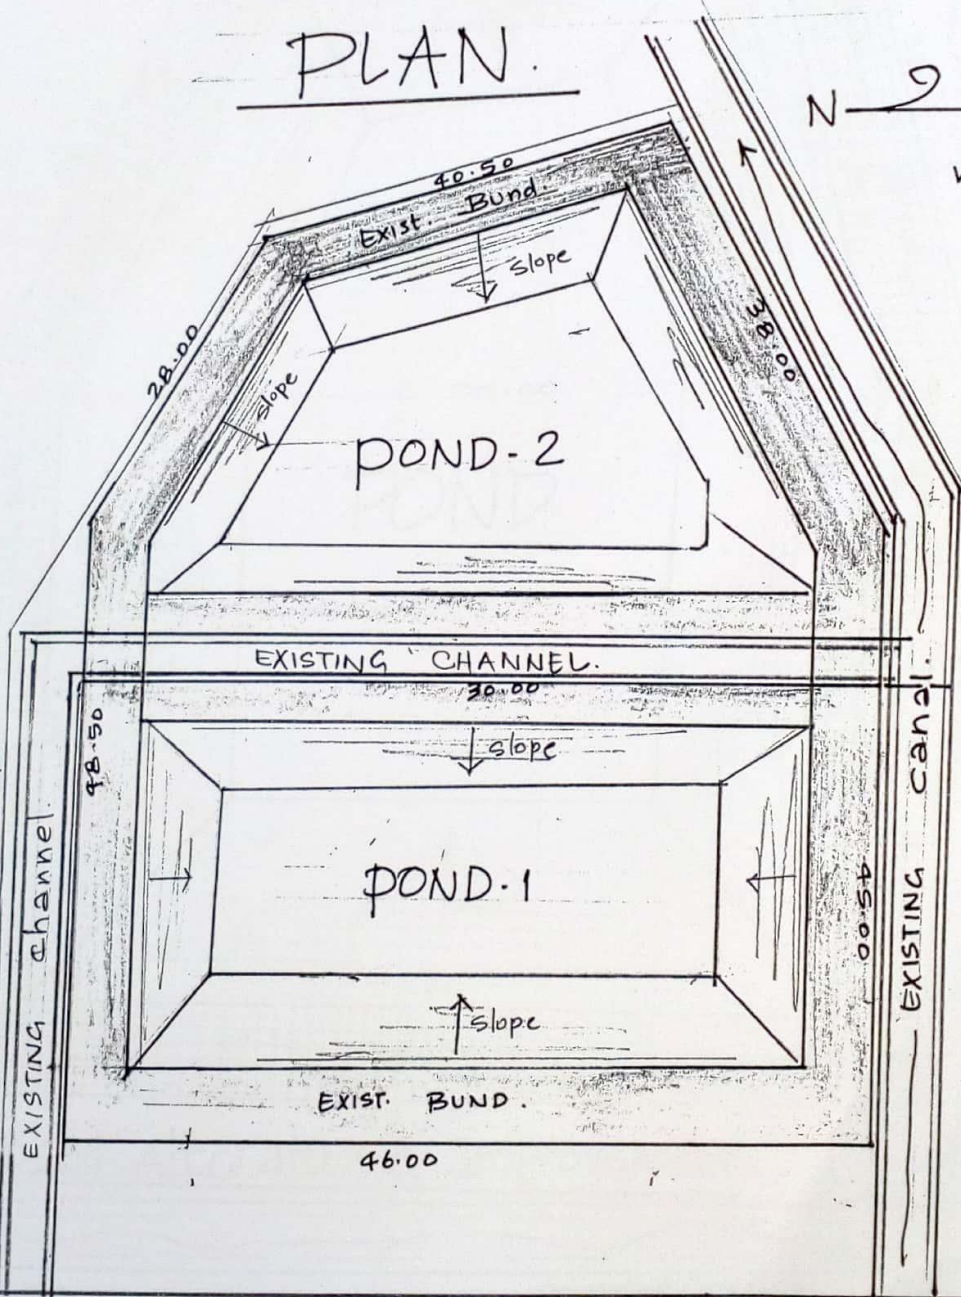 PLAN.
N
40.50
Exist. Bund.
slope
38.00
28.00
slope
POND-2
EXISTING CHANNEL.
30.00
48.50
slope
EXISTING channel.
POND-1
45.00
EXISTING canal.
slope
EXIST. BUND.
46.00